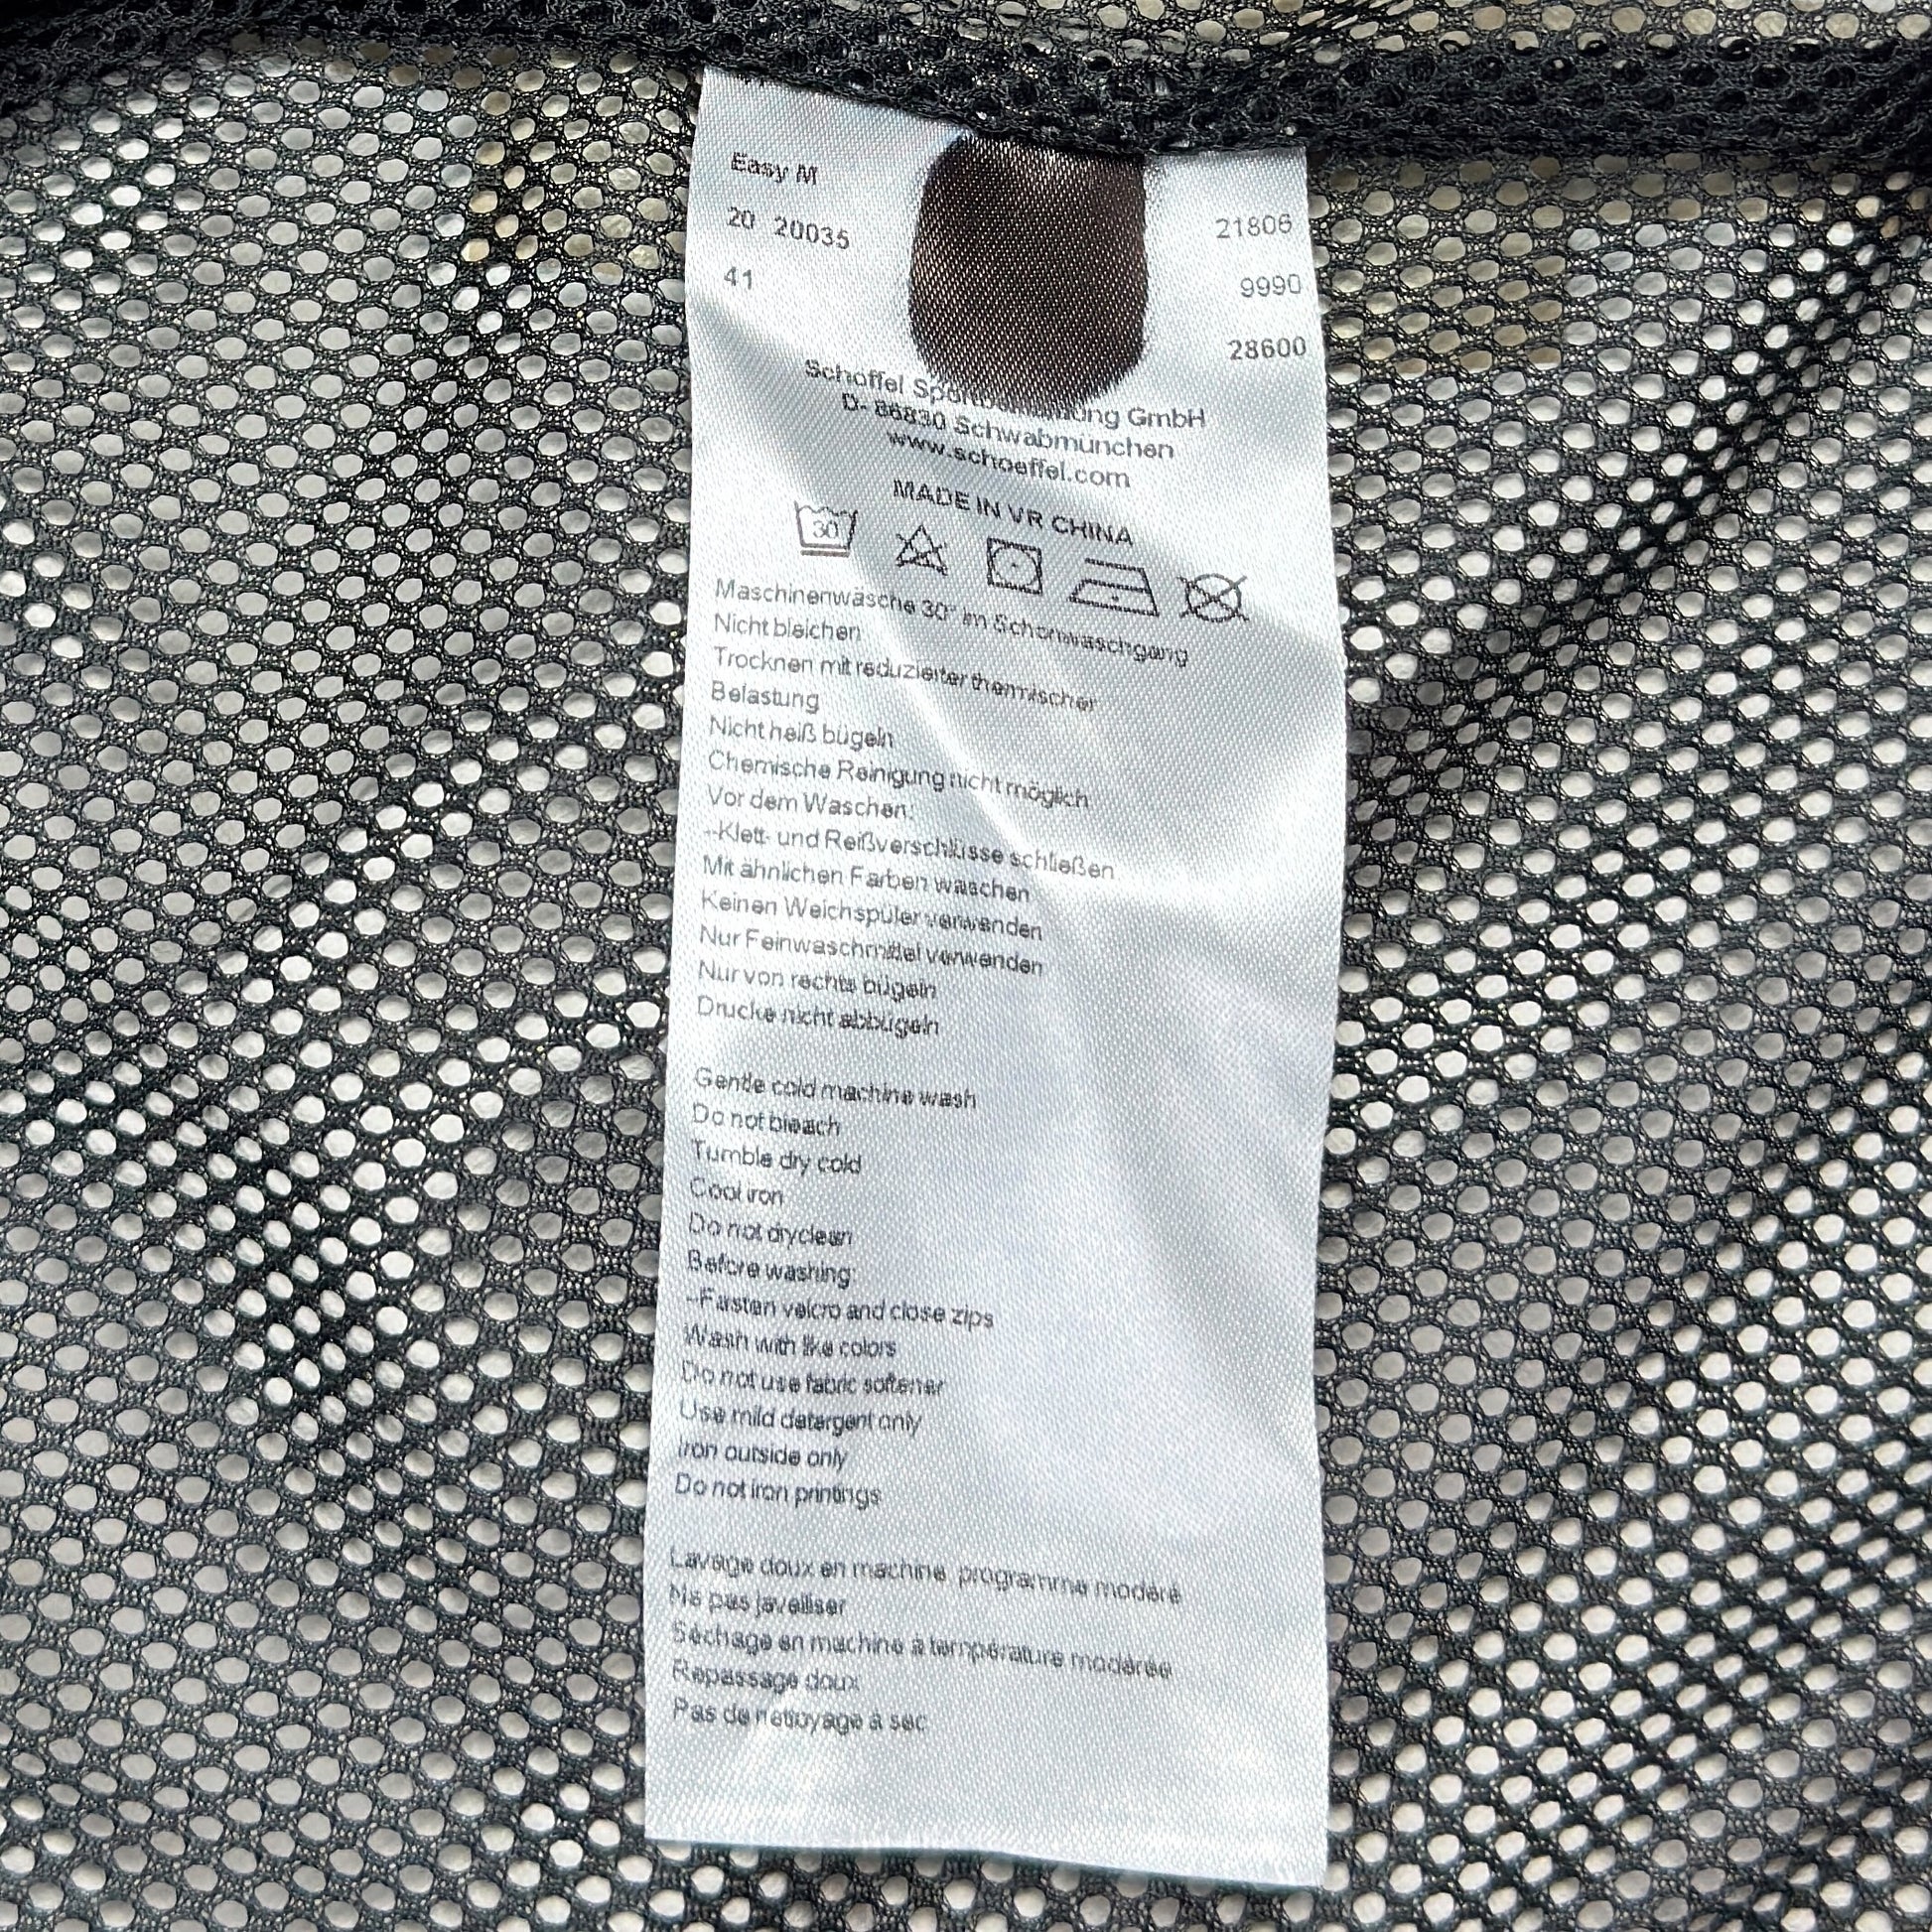 Easy M
20 20035 21806
41 9990
28600
Schöffel GmbH
D- 86830 Schwabmünchen
www.schoeffel.com
MADE IN VR CHINA
30
Maschinenwäsche 30° im Schonwaschgang
Nicht bleichen
Trocknen mit reduzierter thermischer
Belastung
Nicht heiß bügeln
Chemische Reinigung nicht möglich
Vor dem Waschen:
--Klett- und Reißverschlüsse schließen
Mit ähnlichen Farben waschen
Keinen Weichspüler verwenden
Nur Feinwaschmittel verwenden
Nur von rechts bügeln
Drucke nicht abbügeln
Gentle cold machine wash
Do not bleach
Tumble dry cold
Cool iron
Do not dryclean
Before washing:
--Fasten velcro and close zips
Wash with like colors
Do not use fabric softener
Use mild detergent only
Iron outside only
Do not iron printings
Lavage doux en machine programme modéré
Ne pas javelliser
Séchage en machine à température modérée
Repassage doux
Pas de nettoyage à sec